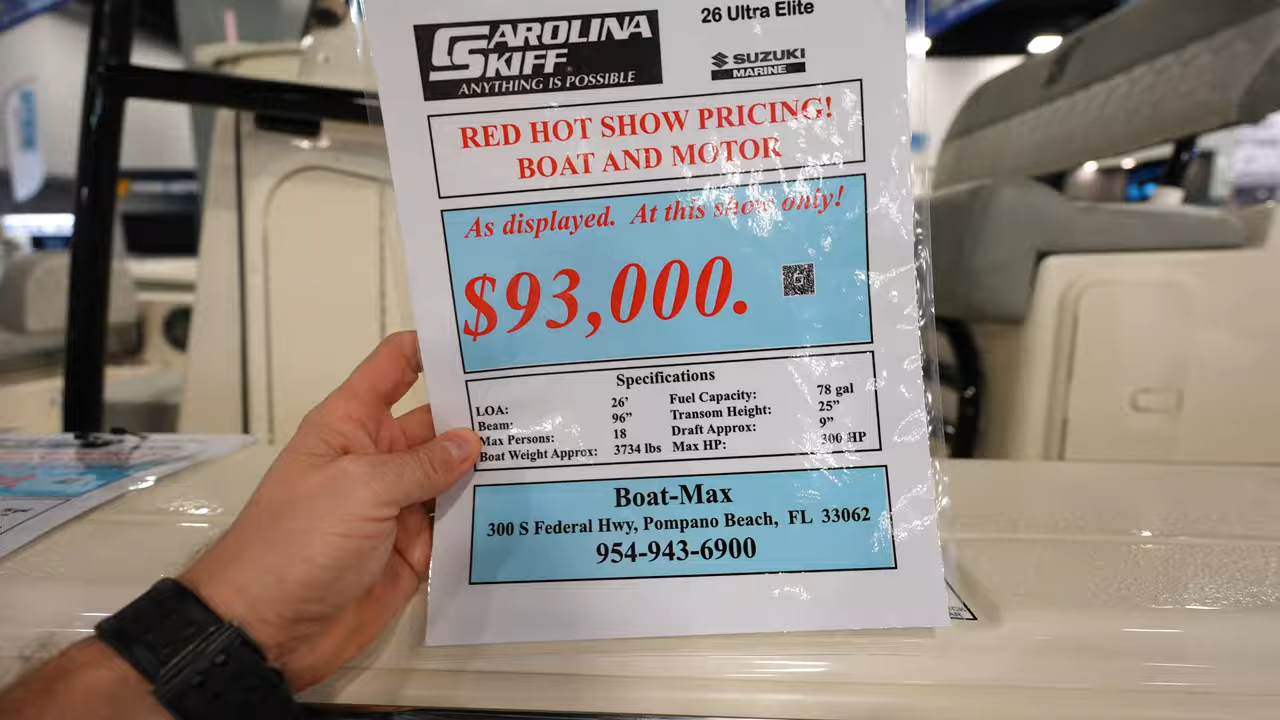 CAROLINA
SKIFF
ANYTHING IS POSSIBLE
26 Ultra Elite
SUZUKI
MARINE
RED HOT SHOW PRICING!
BOAT AND MOTOR
As displayed. At this show only!
$93,000.
Specifications
LOA: 26' Fuel Capacity: 78 gal
Beam: 96” Transom Height: 25”
Max Persons: 18 Draft Approx: 9”
Boat Weight Approx: 3734 lbs Max HP: 300 HP
Boat-Max
300 S Federal Hwy, Pompano Beach, FL 33062
954-943-6900